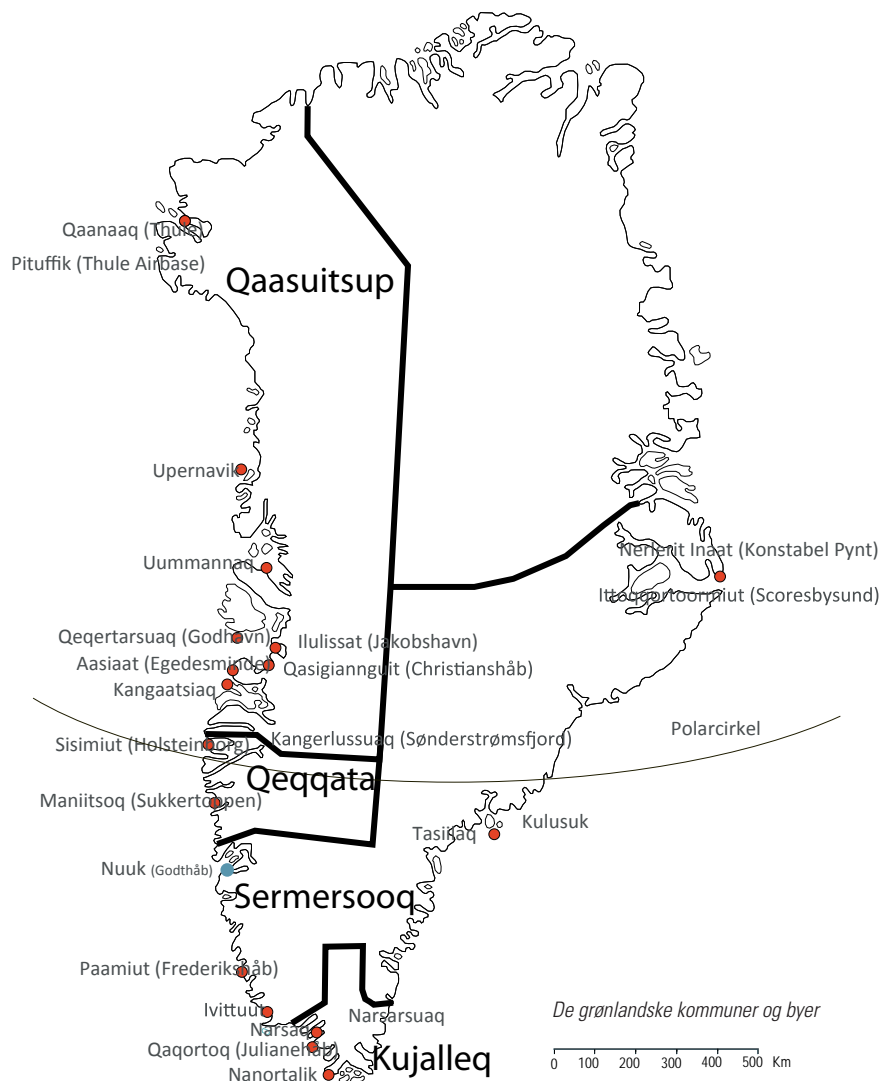 Qaanaaq (Thule)
Pituffik (Thule Airbase)
Qaasuitsup
Upernavik
Uummannaq
Nerlerit Inaat (Konstabel Pynt)
Ittoqqortoormiut (Scoresbysund)
Qeqertarsuaq (Godhavn)
Ilulissat (Jakobshavn)
Aasiaat (Egedesminde)
Qasigiannguit (Christianshåb)
Kangaatsiaq
Polarcirkel
Sisimiut (Holsteinborg)
Kangerlussuaq (Sønderstrømsfjord)
Qeqqata
Maniitsoq (Sukkertoppen)
Kulusuk
Tasiilaq
Nuuk (Godthåb)
Sermersooq
Paamiut (Frederikshåb)
Ivittuut
Narsarsuaq
De grønlandske kommuner og byer
Narsaq
Qaqortoq (Julianehåb)
Kujalleq
0 100 200 300 400 500 Km
Nanortalik